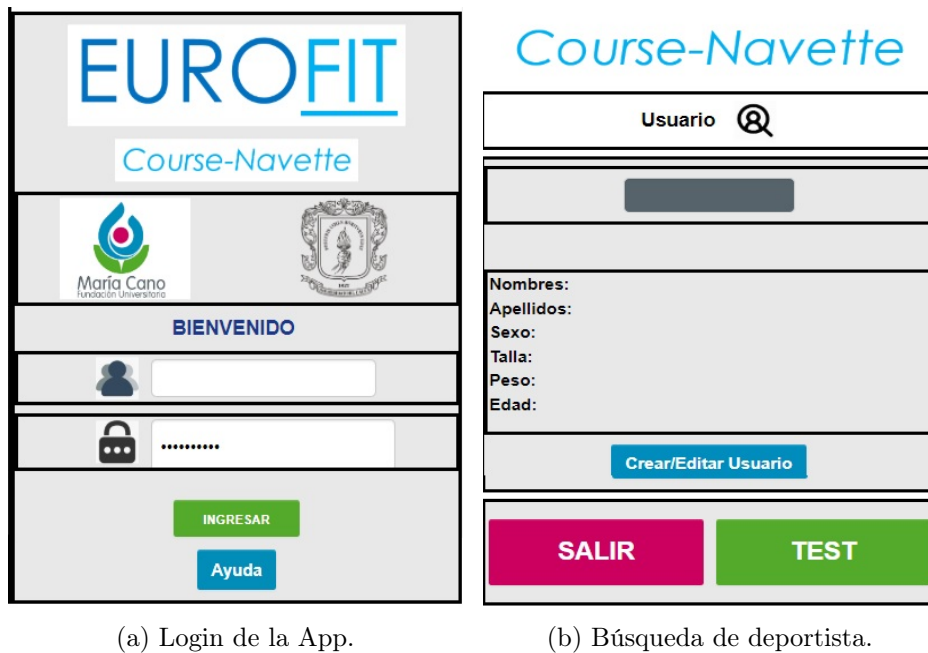 EUROFIT
Course-Navette
María Cano
Fundación Universitaria
BIENVENIDO
••••••••••
INGRESAR
Ayuda
(a) Login de la App.
Course-Navette
Usuario
Nombres:
Apellidos:
Sexo:
Talla:
Peso:
Edad:
Crear/Editar Usuario
SALIR
TEST
(b) Búsqueda de deportista.